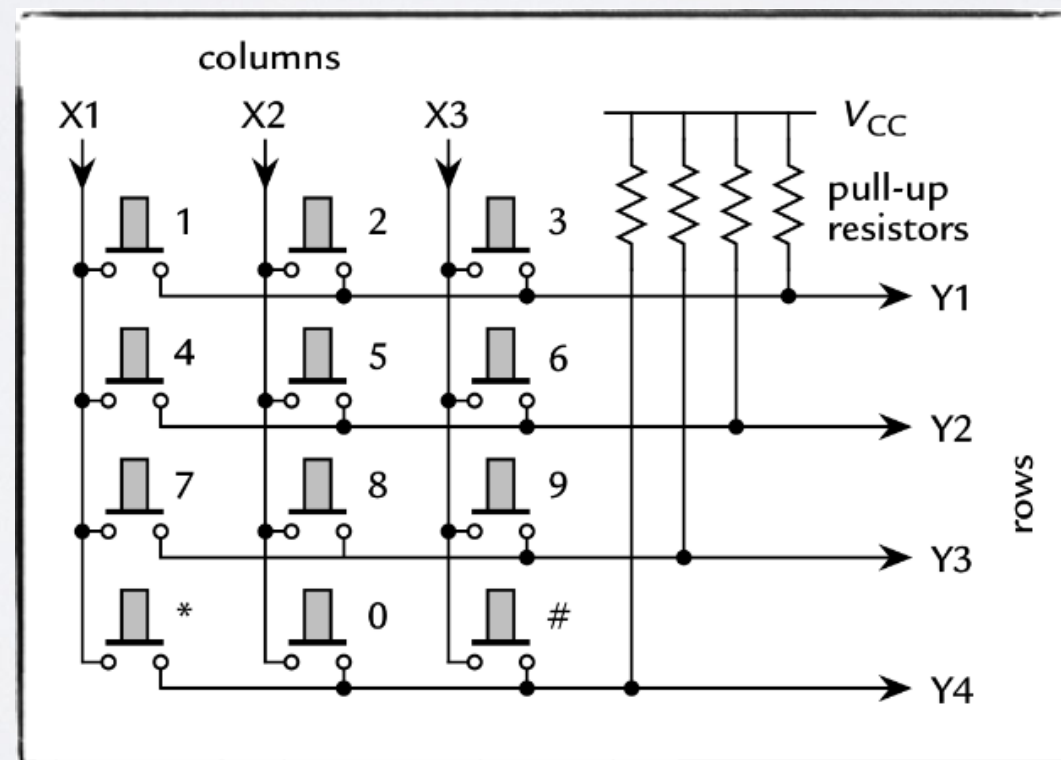 columns
X1 X2 X3
V_CC
pull-up
resistors
1 2 3
Y1
4 5 6
Y2
7 8 9
Y3
rows
* 0 #
Y4